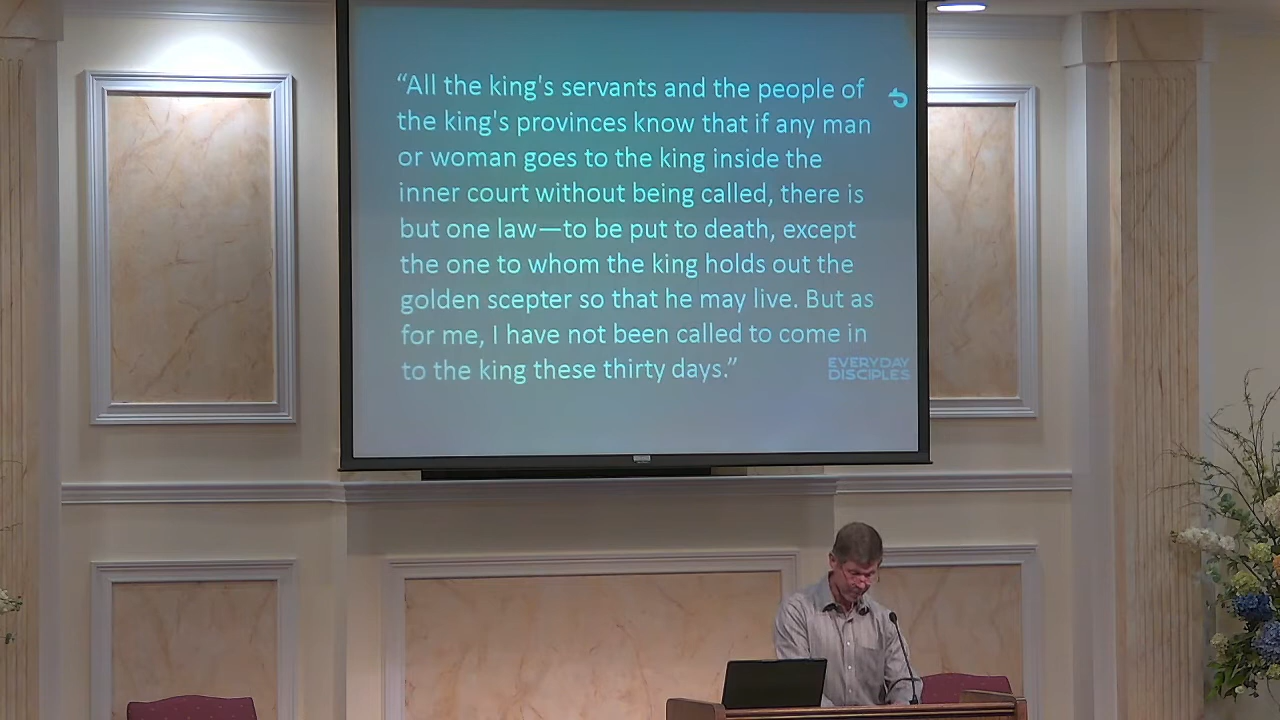 “All the king's servants and the people of
the king's provinces know that if any man
or woman goes to the king inside the
inner court without being called, there is
but one law—to be put to death, except
the one to whom the king holds out the
golden scepter so that he may live. But as
for me, I have not been called to come in
to the king these thirty days.”
EVERYDAY
DISCIPLES